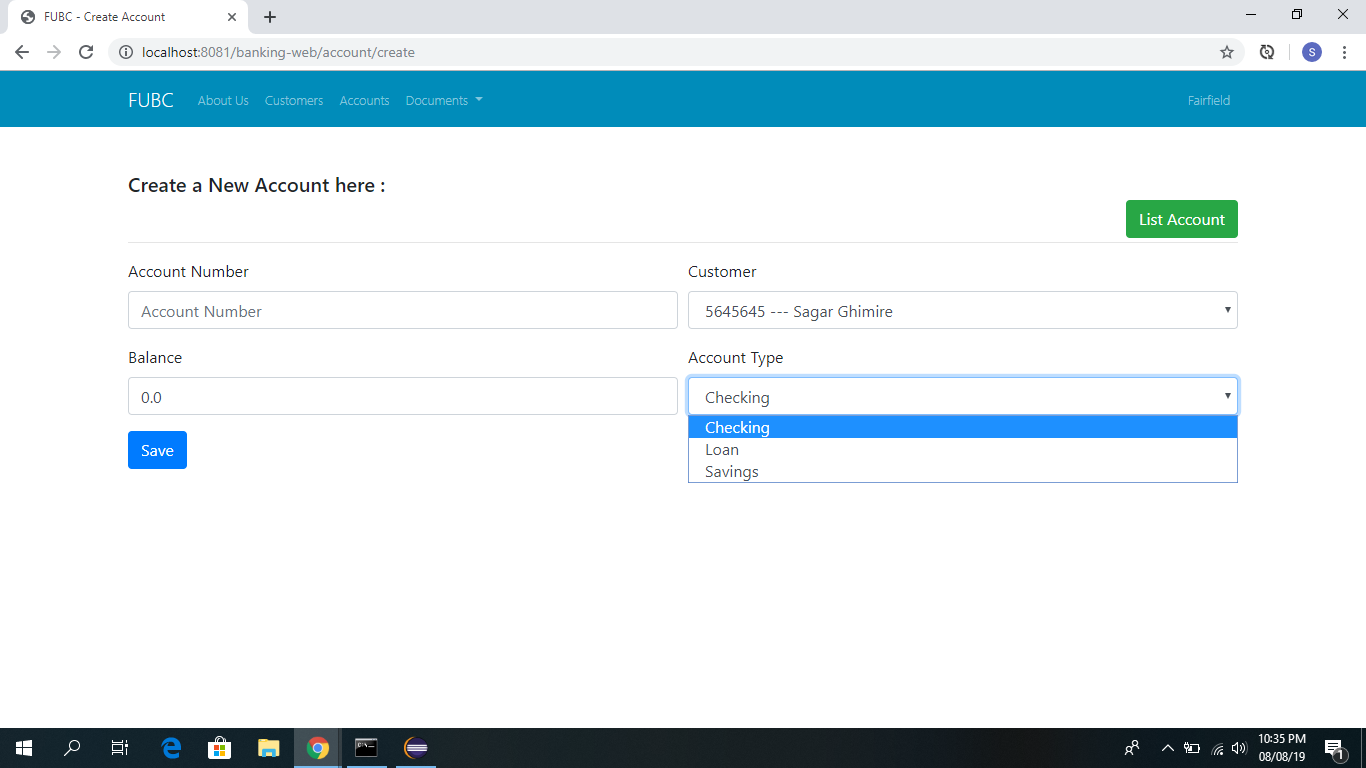 FUBC - Create Account
localhost:8081/banking-web/account/create
S
FUBC About Us Customers Accounts Documents Fairfield
Create a New Account here :
List Account
Account Number Customer
Account Number 5645645 --- Sagar Ghimire
Balance Account Type
0.0 Checking
Save Checking
Loan
Savings
10:35 PM
08/08/19
1